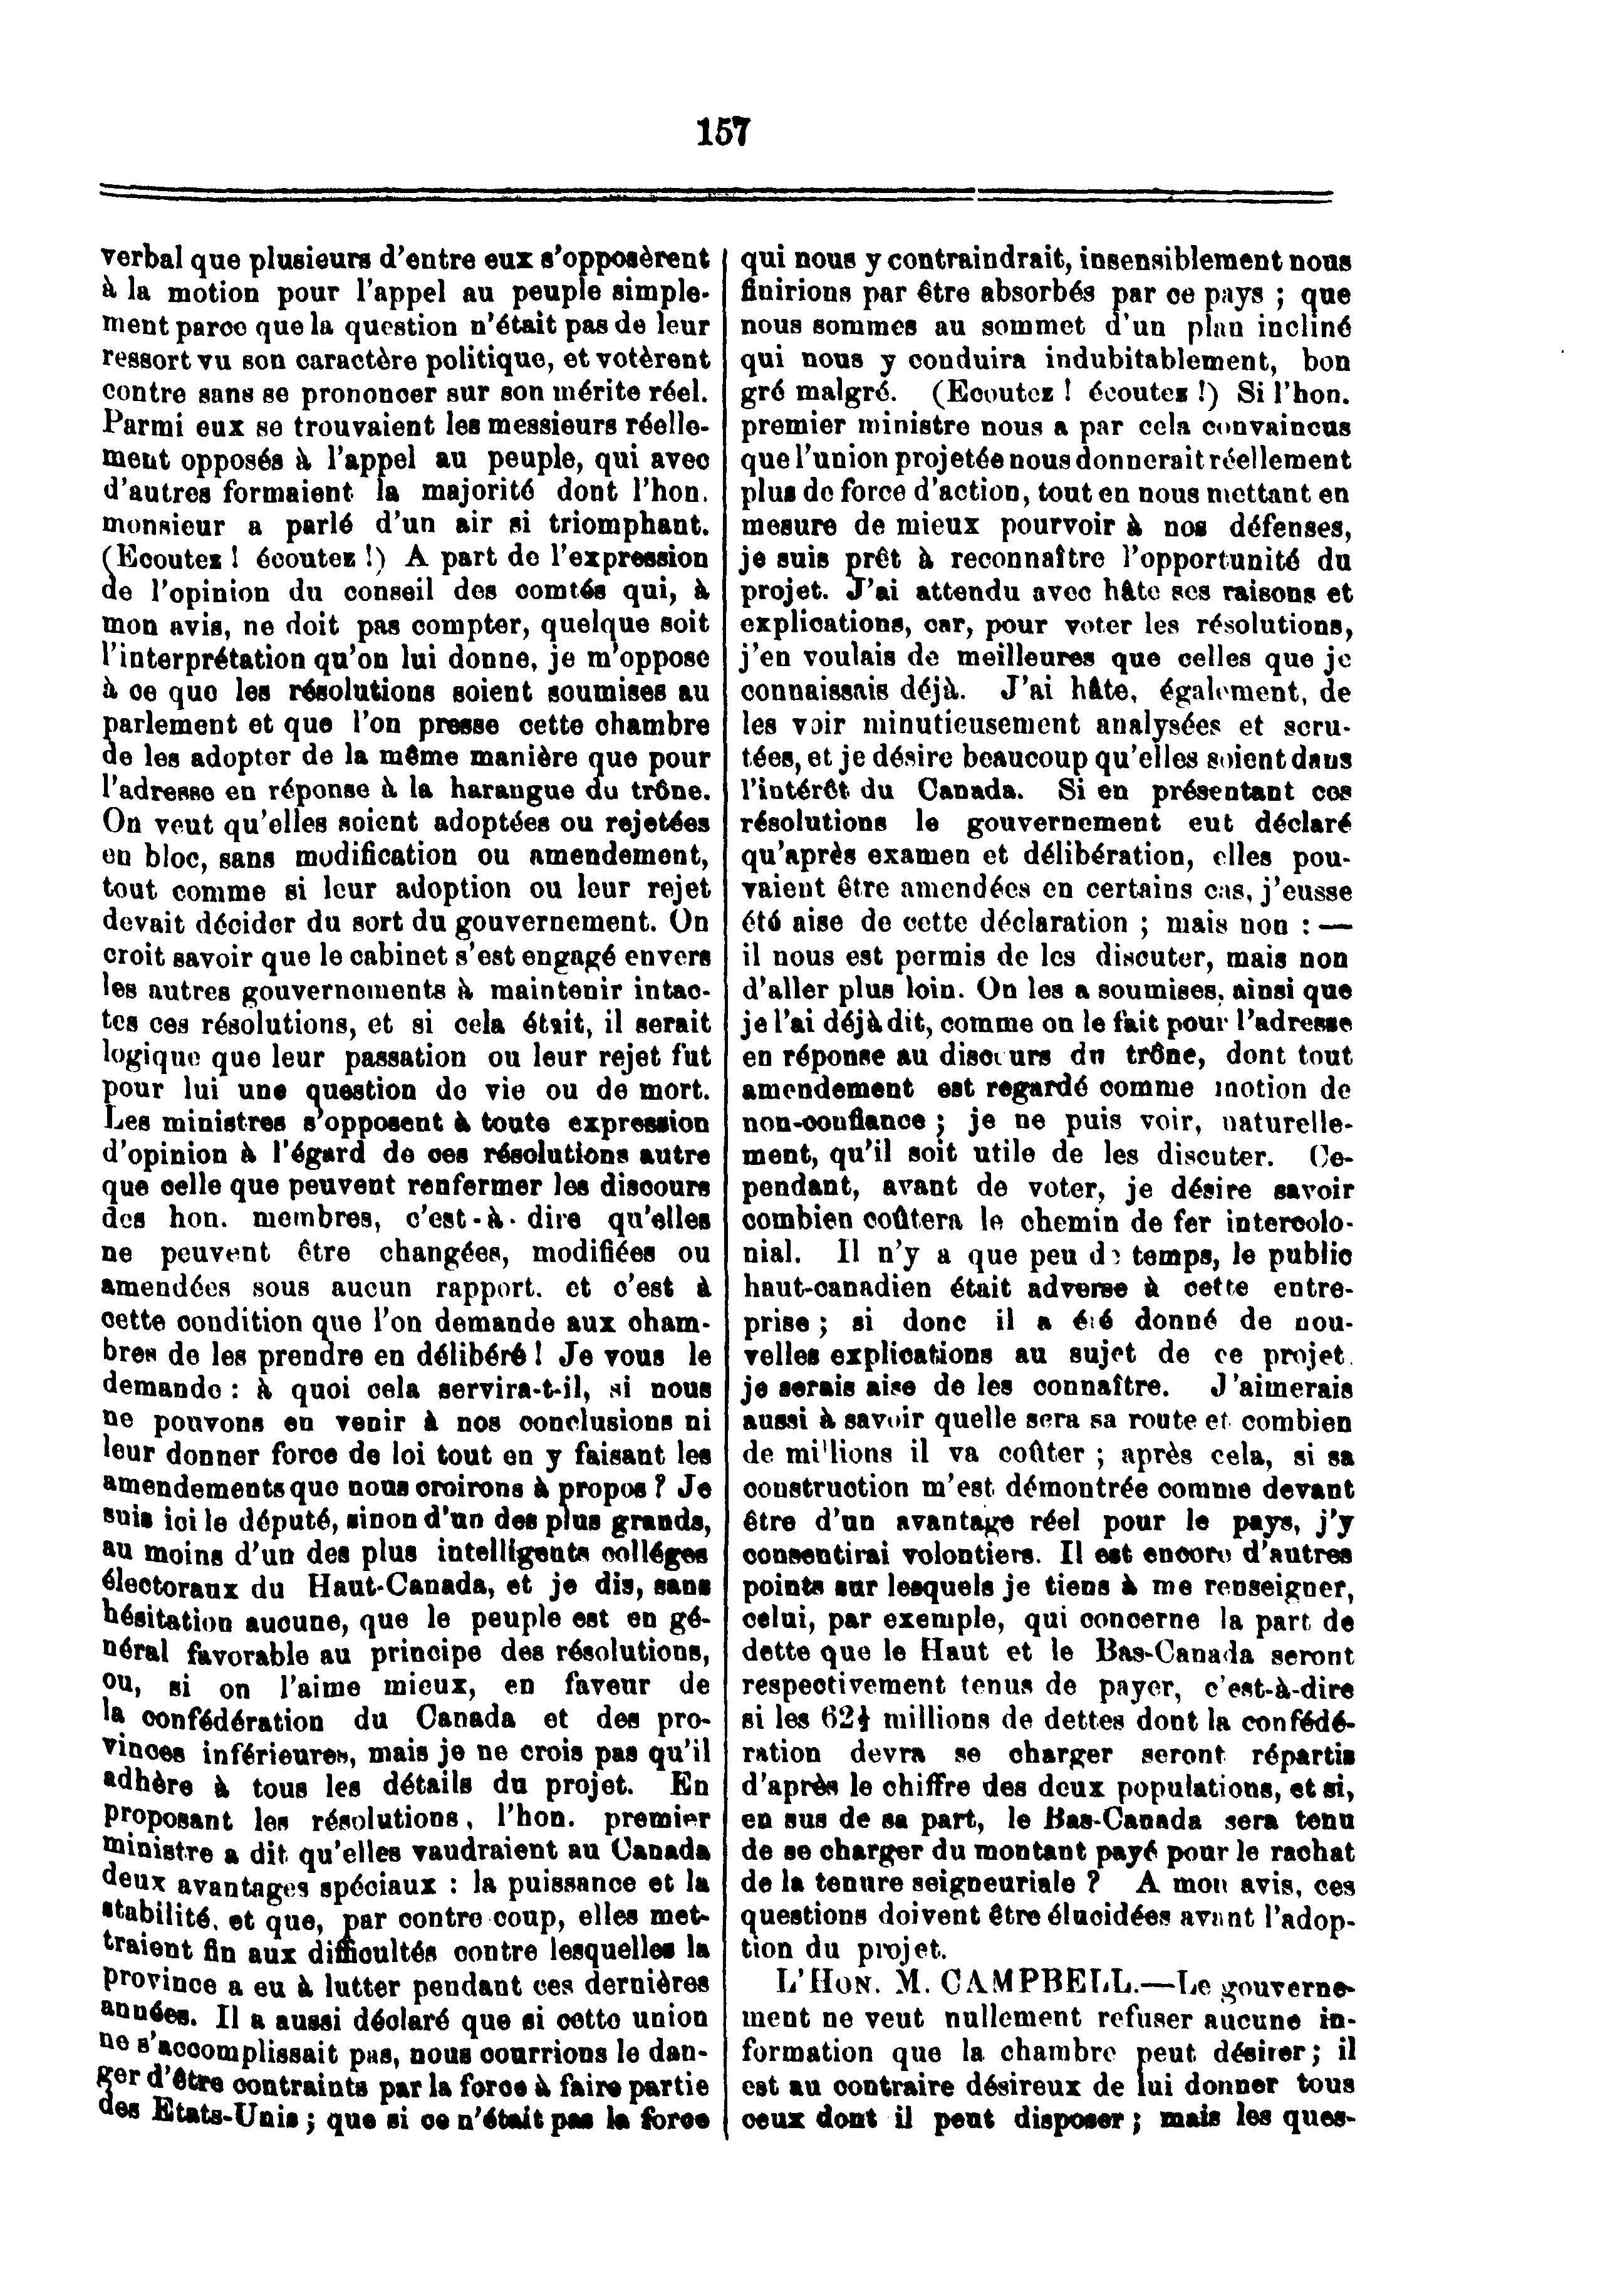 157
verbal que plusieurs d'entre eux s'opposèrent
à la motion pour l'appel au peuple simple-
ment parce que la question n'était pas de leur
ressort vu son caractère politique, et votèrent
contre sans se prononcer sur son mérite réel.
Parmi eux se trouvaient les messieurs réelle-
ment opposés à l'appel au peuple, qui avec
d'autres formaient la majorité dont l'hon.
monsieur a parlé d'un air si triomphant.
(Ecoutez ! écoutez !) A part de l'expression
de l'opinion du conseil des comtés qui, à
mon avis, ne doit pas compter, quelque soit
l'interprétation qu'on lui donne, je m'oppose
à ce que les résolutions soient soumises au
parlement et que l'on presse cette chambre
de les adopter de la même manière que pour
l'adresse en réponse à la harangue du trône.
On veut qu'elles soient adoptées ou rejetées
en bloc, sans modification ou amendement,
tout comme si leur adoption ou leur rejet
devait décider du sort du gouvernement. On
croit savoir que le cabinet s'est engagé envers
les autres gouvernements à maintenir intac-
tes ces résolutions, et si cela était, il serait
logique que leur passation ou leur rejet fut
pour lui une question de vie ou de mort.
Les ministres s'opposent à toute expression
d'opinion à l'égard de ces résolutions autre
que celle que peuvent renfermer les discours
des hon. membres, c'est-à-dire qu'elles
ne peuvent être changées, modifiées ou
amendées sous aucun rapport. et c'est à
cette condition que l'on demande aux cham-
bres de les prendre en délibéré ! Je vous le
demande : à quoi cela servira-t-il, si nous
ne pouvons en venir à nos conclusions ni
leur donner force de loi tout en y faisant les
amendements que nous croirons à propos ? Je
suis ici le député, sinon d'un des plus grands,
au moins d'un des plus intelligents colléges
électoraux du Haut-Canada, et je dis, sans
hésitation aucune, que le peuple est en gé-
néral favorable au principe des résolutions,
ou, si on l'aime mieux, en faveur de
la confédération du Canada et des pro-
vinces inférieures, mais je ne crois pas qu'il
adhère à tous les détails du projet. En
proposant les résolutions, l'hon. premier
ministre a dit qu'elles vaudraient au Canada
deux avantages spéciaux : la puissance et la
stabilité, et que, par contre coup, elles met-
traient fin aux difficultés contre lesquelles la
province a eu à lutter pendant ces dernières
années. Il a aussi déclaré que si cette union
ne s'accomplissait pas, nous courrions le dan-
ger d'être contraints par la force à faire partie
des Etats-Unis ; que si ce n'était pas la force
qui nous y contraindrait, insensiblement nous
finirions par être absorbés par ce pays ; que
nous sommes au sommet d'un plan incliné
qui nous y conduira indubitablement, bon
gré malgré. (Ecoutez ! écoutez !) Si l'hon.
premier ministre nous a par cela convaincus
que l'union projetée nous donnerait réellement
plus de force d'action, tout en nous mettant en
mesure de mieux pourvoir à nos défenses,
je suis prêt à reconnaître l'opportunité du
projet. J'ai attendu avec hâte ses raisons et
explications, car, pour voter les résolutions,
j'en voulais de meilleures que celles que je
connaissais déjà. J'ai hâte, également, de
les voir minutieusement analysées et scru-
tées, et je désire beaucoup qu'elles soient dans
l'intérêt du Canada. Si en présentant ces
résolutions le gouvernement eut déclaré
qu'après examen et délibération, elles pou-
vaient être amendées en certains cas, j'eusse
été aise de cette déclaration ; mais non : —
il nous est permis de les discuter, mais non
d'aller plus loin. On les a soumises, ainsi que
je l'ai déjà dit, comme on le fait pour l'adresse
en réponse au discours du trône, dont tout
amendement est regardé comme motion de
non-confiance ; je ne puis voir, naturelle-
ment, qu'il soit utile de les discuter. Ce-
pendant, avant de voter, je désire savoir
combien coûtera le chemin de fer intercolo-
nial. Il n'y a que peu de temps, le public
haut-canadien était adverse à cette entre-
prise ; si donc il a été donné de nou-
velles explications au sujet de ce projet.
je serais aise de les connaître. J'aimerais
aussi à savoir quelle sera sa route et combien
de millions il va coûter ; après cela, si sa
construction m'est démontrée comme devant
être d'un avantage réel pour le pays, j'y
consentirai volontiers. Il est encore d'autres
points sur lesquels je tiens à me renseigner,
celui, par exemple, qui concerne la part de
dette que le Haut et le Bas-Canada seront
respectivement tenus de payer, c'est-à-dire
si les 62½ millions de dettes dont la confédé-
ration devra se charger seront répartis
d'après le chiffre des deux populations, et si,
en sus de sa part, le Bas-Canada sera tenu
de se charger du montant payé pour le rachat
de la tenure seigneuriale ? A mon avis, ces
questions doivent être élucidées avant l'adop-
tion du projet.
L'HON. M. CAMPBELL.—Le gouverne-
ment ne veut nullement refuser aucune in-
formation que la chambre peut désirer ; il
est au contraire désireux de lui donner tous
ceux dont il peut disposer ; mais les ques-